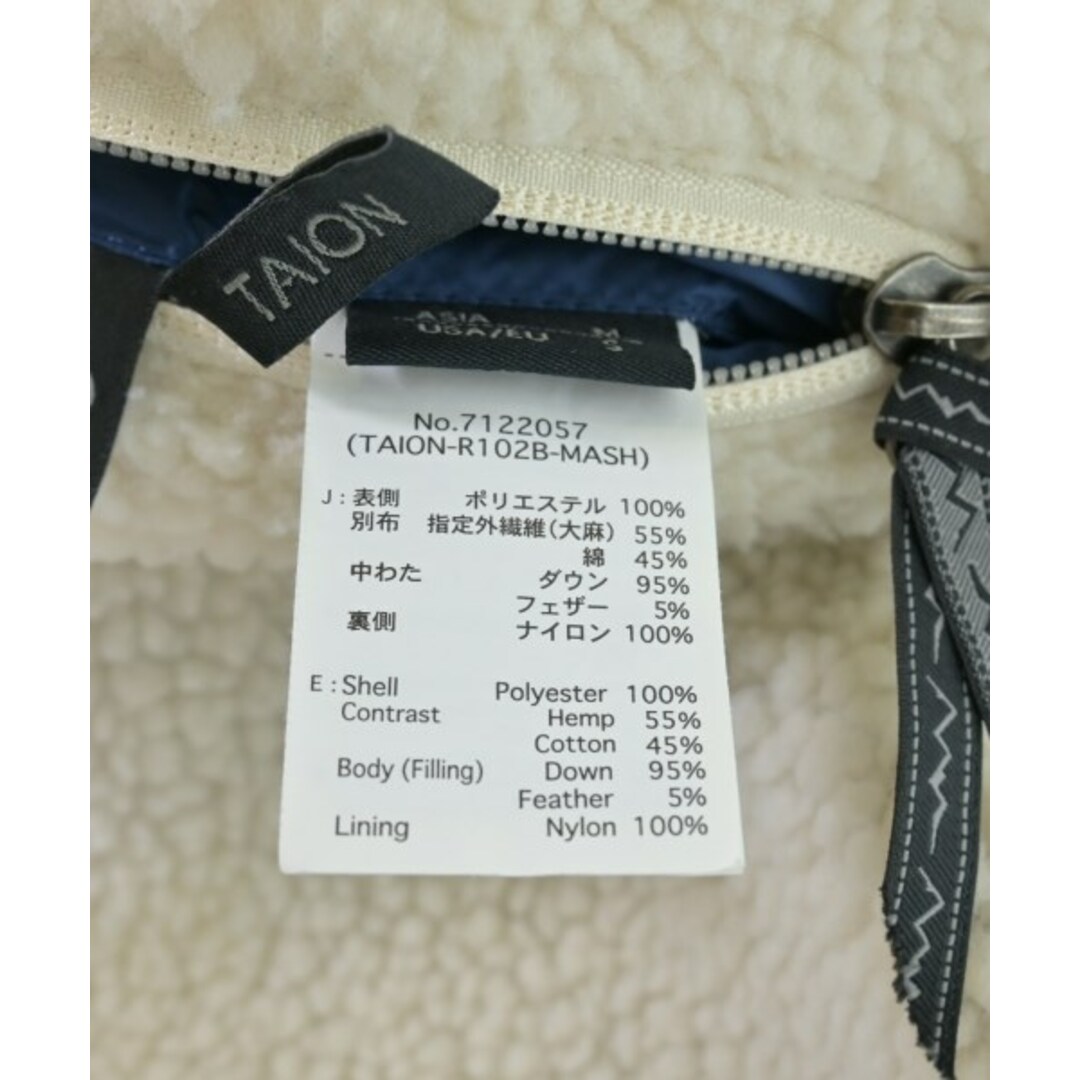 TAION
ASIA M
USA/EU S
No.7122057
(TAION-R102B-MASH)
J : 表側 ポリエステル 100%
別布 指定外繊維(大麻) 55%
綿 45%
中わた ダウン 95%
フェザー 5%
裏側 ナイロン 100%
E : Shell Polyester 100%
Contrast Hemp 55%
Cotton 45%
Body (Filling) Down 95%
Feather 5%
Lining Nylon 100%